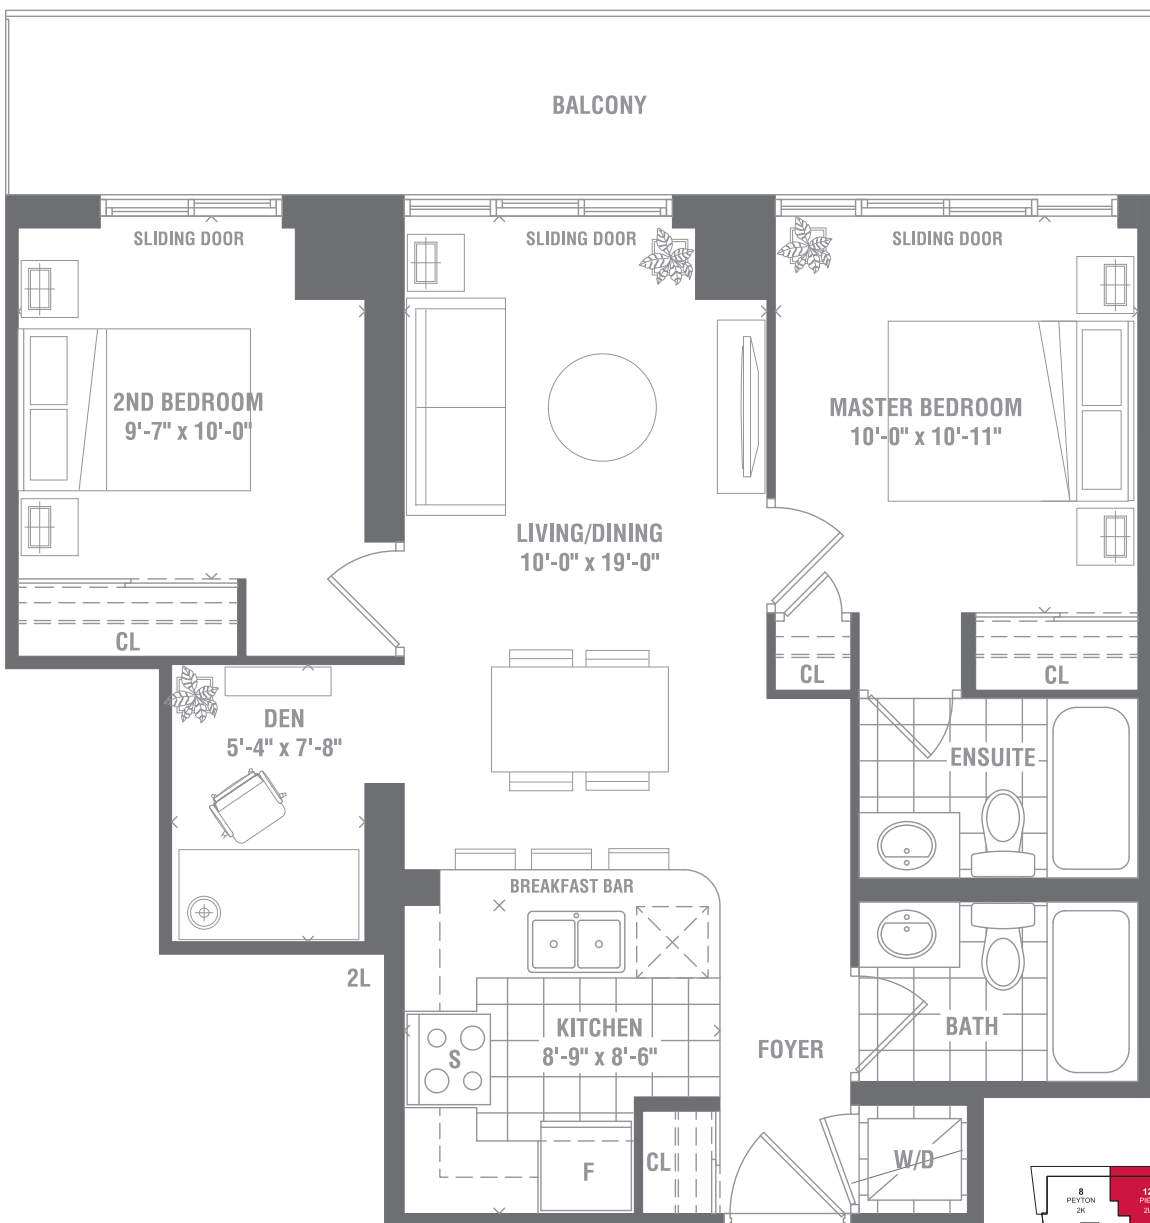 BALCONY
SLIDING DOOR
SLIDING DOOR
SLIDING DOOR
2ND BEDROOM
9'-7" x 10'-0"
MASTER BEDROOM
10'-0" x 10'-11"
LIVING/DINING
10'-0" x 19'-0"
CL
CL
CL
DEN
5'-4" x 7'-8"
ENSUITE
BREAKFAST BAR
2L
KITCHEN
8'-9" x 8'-6"
S
BATH
FOYER
F
CL
W/D
8
PEYTON
2K